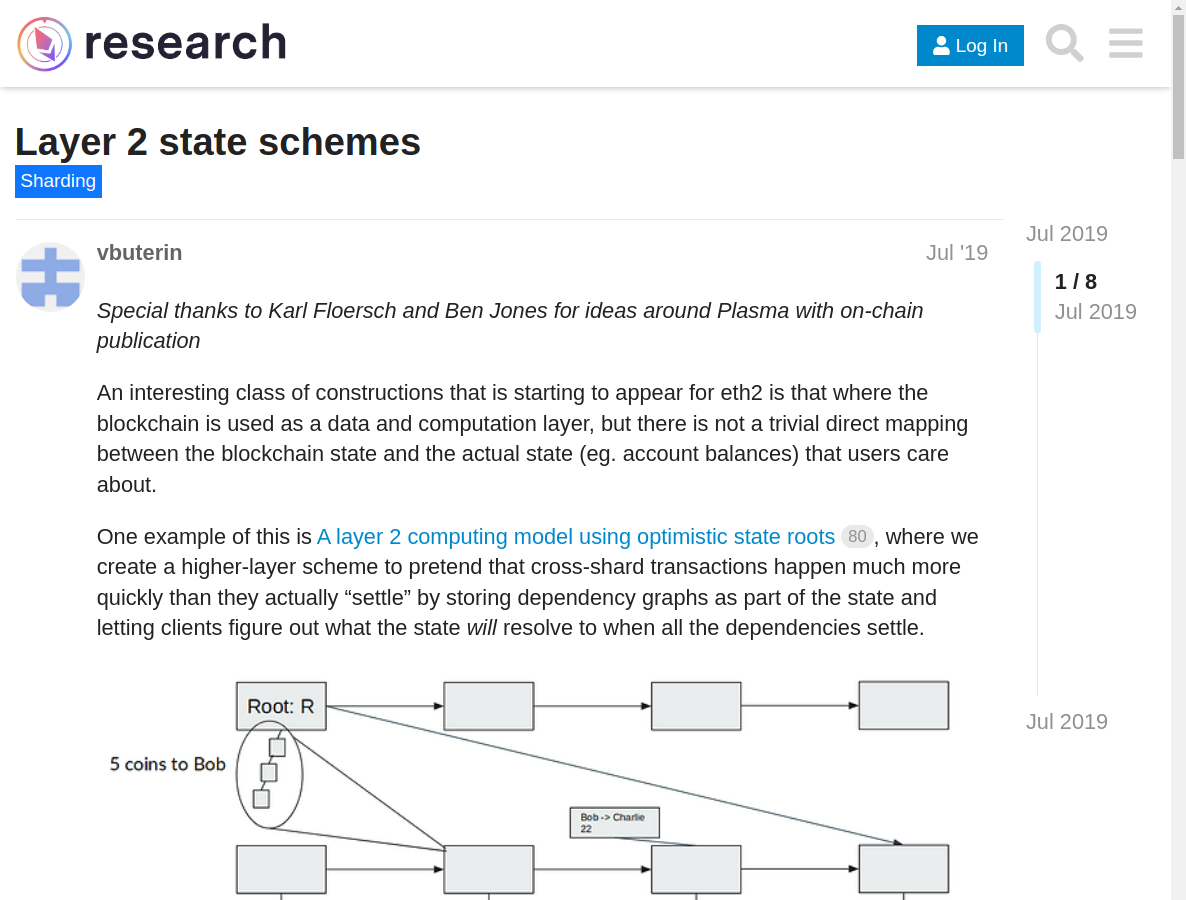 research
Log In
Layer 2 state schemes
Sharding
vbuterin
Jul '19
Jul 2019
1 / 8
Jul 2019
Special thanks to Karl Floersch and Ben Jones for ideas around Plasma with on-chain
publication
An interesting class of constructions that is starting to appear for eth2 is that where the
blockchain is used as a data and computation layer, but there is not a trivial direct mapping
between the blockchain state and the actual state (eg. account balances) that users care
about.
One example of this is A layer 2 computing model using optimistic state roots 80, where we
create a higher-layer scheme to pretend that cross-shard transactions happen much more
quickly than they actually “settle” by storing dependency graphs as part of the state and
letting clients figure out what the state will resolve to when all the dependencies settle.
Root: R
Jul 2019
5 coins to Bob
Bob -> Charlie
22